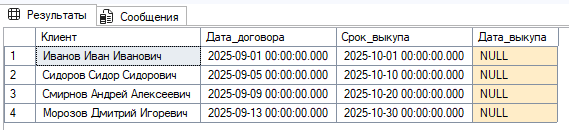 Результаты Сообщения
Клиент Дата_договора Срок_выкупа Дата_выкупа
1 Иванов Иван Иванович 2025-09-01 00:00:00.000 2025-10-01 00:00:00.000 NULL
2 Сидоров Сидор Сидорович 2025-09-05 00:00:00.000 2025-10-10 00:00:00.000 NULL
3 Смирнов Андрей Алексеевич 2025-09-09 00:00:00.000 2025-10-20 00:00:00.000 NULL
4 Морозов Дмитрий Игоревич 2025-09-13 00:00:00.000 2025-10-30 00:00:00.000 NULL